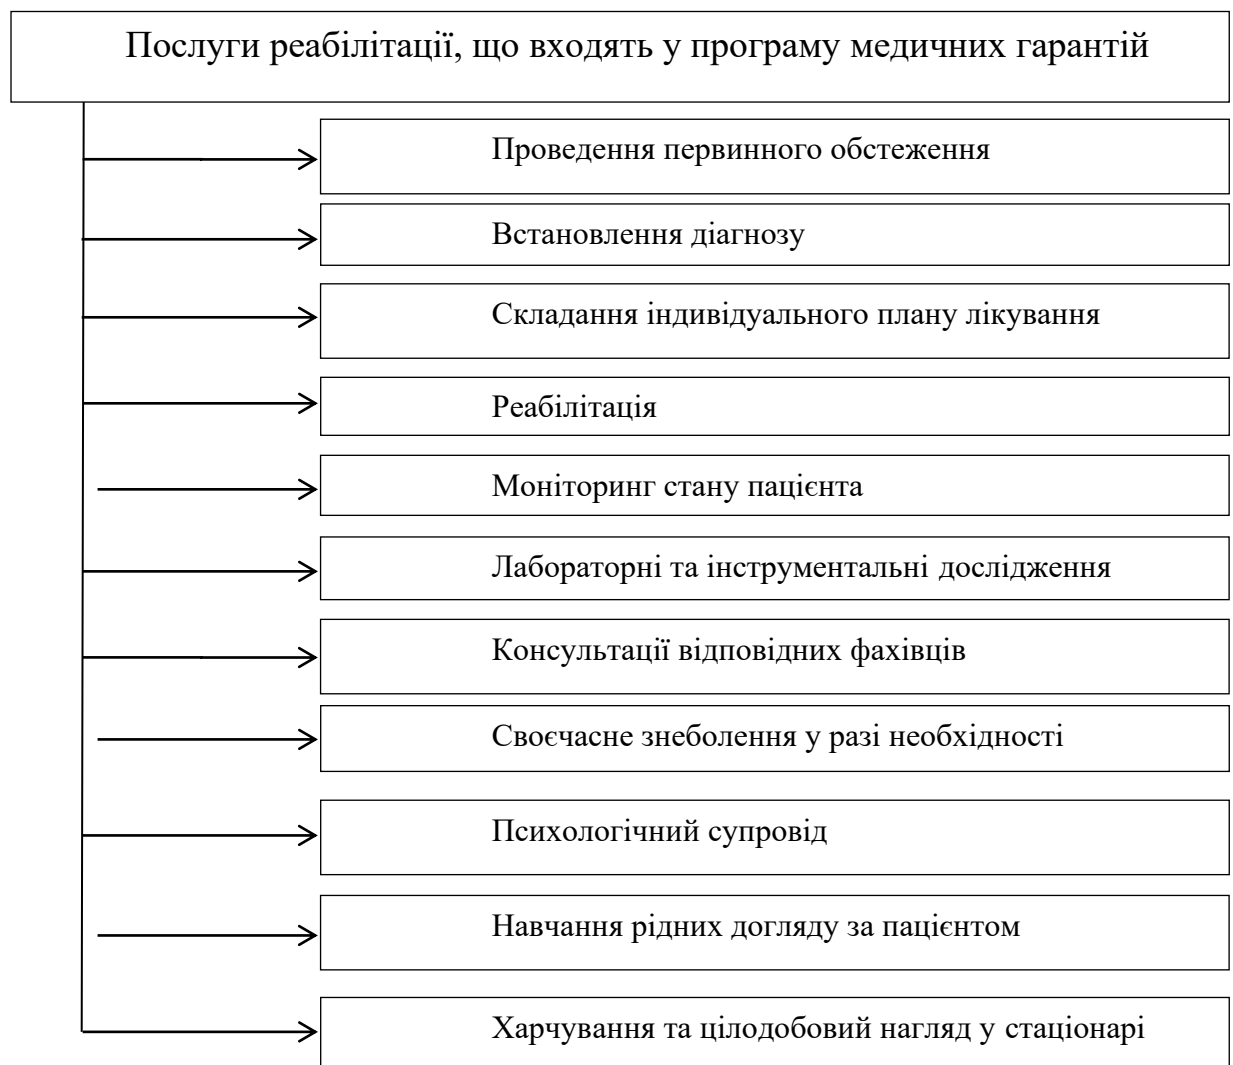 Послуги реабілітації, що входять у програму медичних гарантій
Проведення первинного обстеження
Встановлення діагнозу
Складання індивідуального плану лікування
Реабілітація
Моніторинг стану пацієнта
Лабораторні та інструментальні дослідження
Консультації відповідних фахівців
Своєчасне знеболення у разі необхідності
Психологічний супровід
Навчання рідних догляду за пацієнтом
Харчування та цілодобовий нагляд у стаціонарі